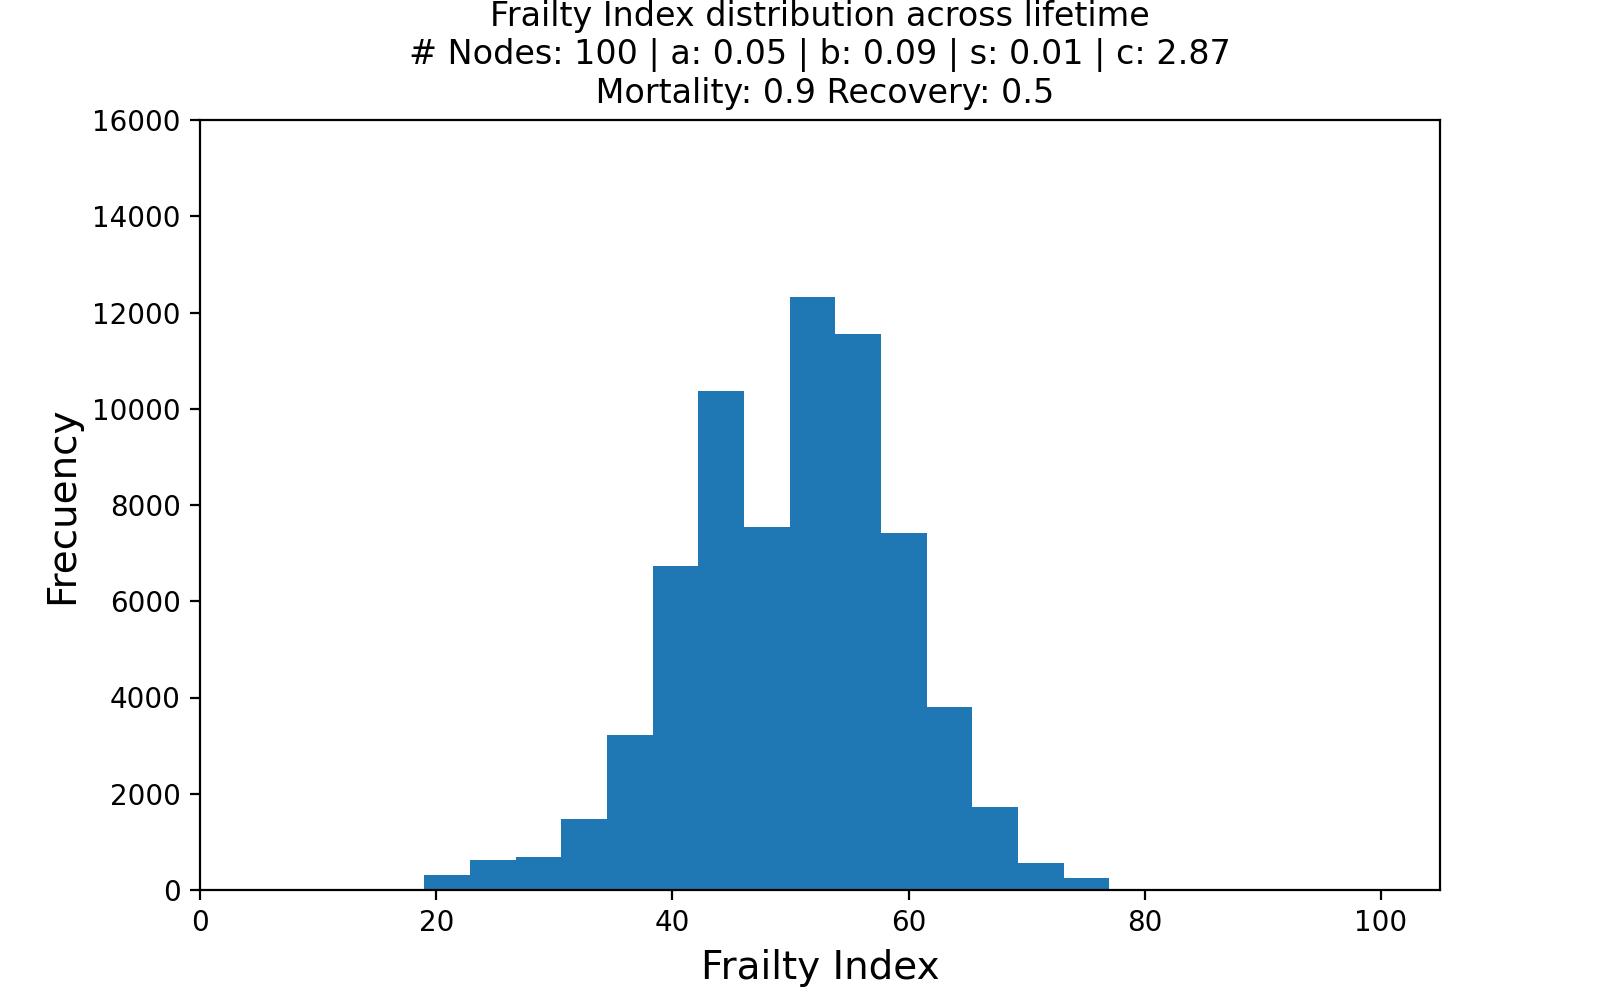 Frailty Index distribution across lifetime
# Nodes: 100 | a: 0.05 | b: 0.09 | s: 0.01 | c: 2.87
Mortality: 0.9 Recovery: 0.5
16000
14000
12000
10000
8000
6000
4000
2000
0
Frecuency
0 20 40 60 80 100
Frailty Index